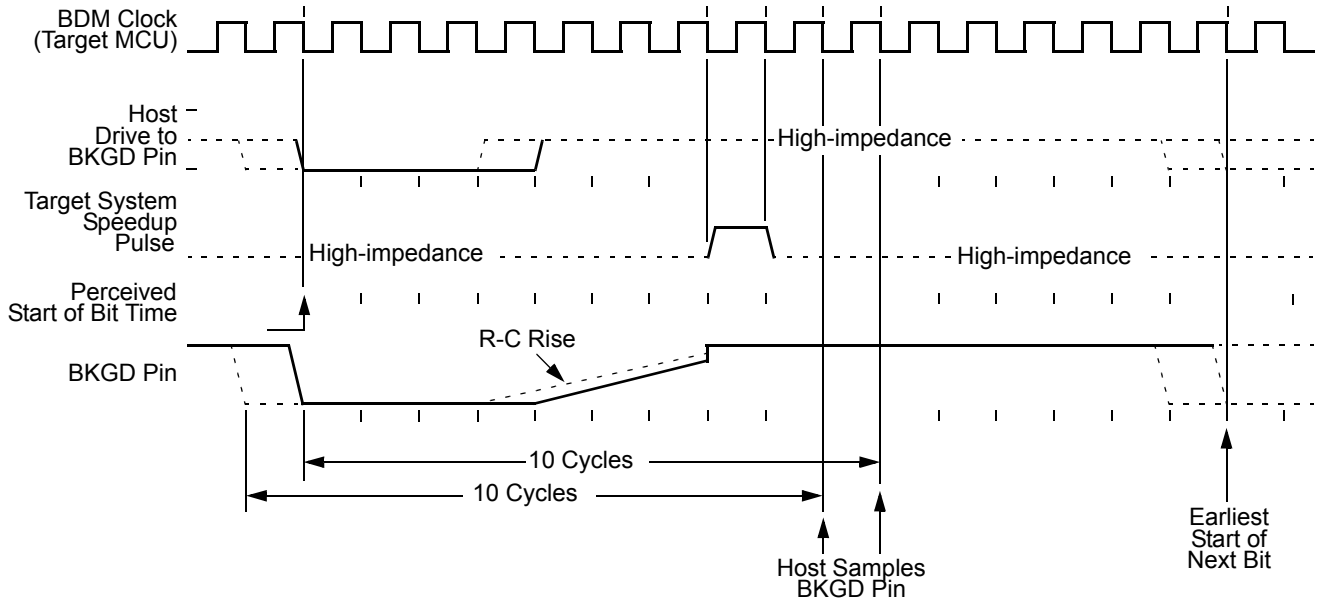 BDM Clock
(Target MCU)
Host
Drive to
BKGD Pin
High-impedance
Target System
Speedup
Pulse
High-impedance
High-impedance
Perceived
Start of Bit Time
R-C Rise
BKGD Pin
10 Cycles
10 Cycles
Host Samples
BKGD Pin
Earliest
Start of
Next Bit